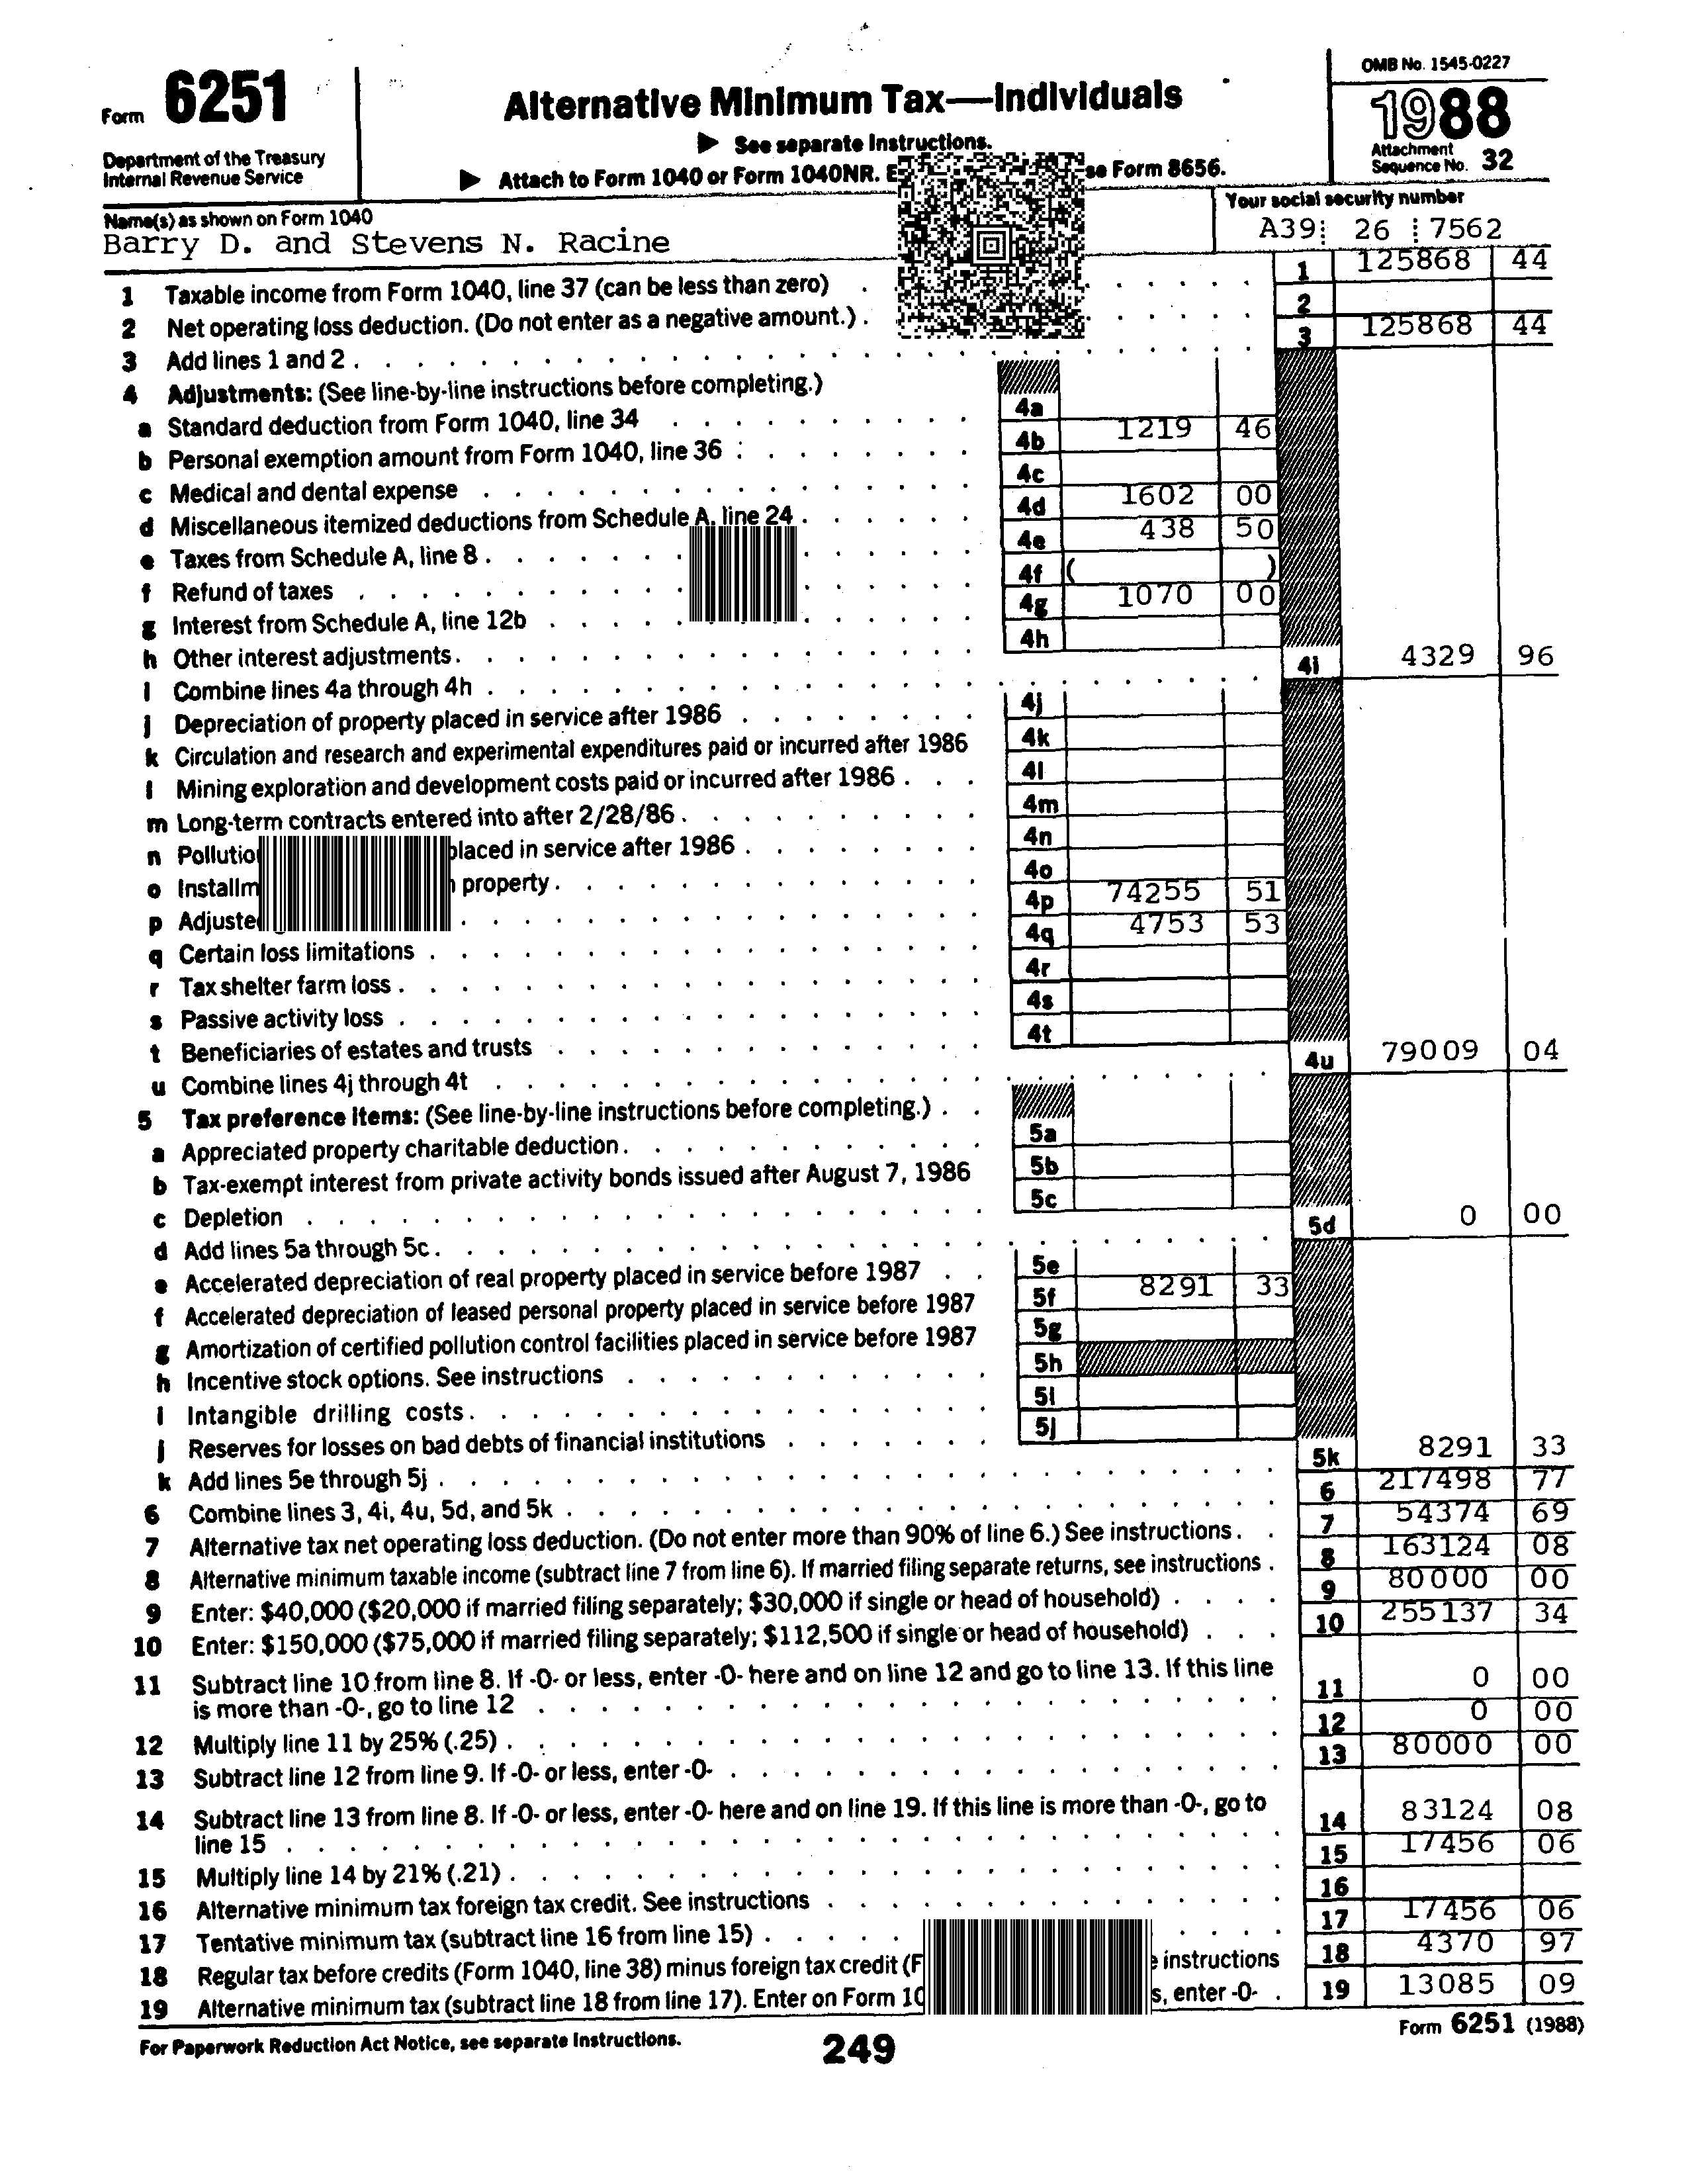 Form 6251
Department of the Treasury
Internal Revenue Service
Alternative Minimum Tax—Individuals
▶ See separate Instructions.
▶ Attach to Form 1040 or Form 1040NR. E se Form 8656.
OMB No. 1545-0227
1988
Attachment
Sequence No. 32
Name(s) as shown on Form 1040
Barry D. and Stevens N. Racine
Your social security number
A39 26 7562
1 Taxable income from Form 1040, line 37 (can be less than zero) . 1 125868 44
2 Net operating loss deduction. (Do not enter as a negative amount.) . 2
3 Add lines 1 and 2 . 3 125868 44
4 Adjustments: (See line-by-line instructions before completing.)
a Standard deduction from Form 1040, line 34 4a
b Personal exemption amount from Form 1040, line 36 : 4b 1219 46
c Medical and dental expense 4c
d Miscellaneous itemized deductions from Schedule A, line 24 . 4d 1602 00
e Taxes from Schedule A, line 8 . 4e 438 50
f Refund of taxes 4f ( )
g Interest from Schedule A, line 12b 4g 1070 00
h Other interest adjustments . 4h
i Combine lines 4a through 4h . 4i 4329 96
j Depreciation of property placed in service after 1986 4j
k Circulation and research and experimental expenditures paid or incurred after 1986 4k
l Mining exploration and development costs paid or incurred after 1986 . 4l
m Long-term contracts entered into after 2/28/86 . 4m
n Pollutio placed in service after 1986 . 4n
o Installm property . 4o
p Adjuste 4p 74255 51
q Certain loss limitations . 4q 4753 53
r Tax shelter farm loss . 4r
s Passive activity loss . 4s
t Beneficiaries of estates and trusts 4t
u Combine lines 4j through 4t 4u 79009 04
5 Tax preference items: (See line-by-line instructions before completing.) .
a Appreciated property charitable deduction . 5a
b Tax-exempt interest from private activity bonds issued after August 7, 1986 5b
c Depletion 5c
d Add lines 5a through 5c . 5d 0 00
e Accelerated depreciation of real property placed in service before 1987 5e
f Accelerated depreciation of leased personal property placed in service before 1987 5f 8291 33
g Amortization of certified pollution control facilities placed in service before 1987 5g
h Incentive stock options. See instructions 5h
i Intangible drilling costs . 5i
j Reserves for losses on bad debts of financial institutions 5j
k Add lines 5e through 5j . 5k 8291 33
6 Combine lines 3, 4i, 4u, 5d, and 5k . 6 217498 77
7 Alternative tax net operating loss deduction. (Do not enter more than 90% of line 6.) See instructions . 7 54374 69
8 Alternative minimum taxable income (subtract line 7 from line 6). If married filing separate returns, see instructions . 8 163124 08
9 Enter: $40,000 ($20,000 if married filing separately; $30,000 if single or head of household) . 9 80000 00
10 Enter: $150,000 ($75,000 if married filing separately; $112,500 if single or head of household) . 10 255137 34
11 Subtract line 10 from line 8. If -0- or less, enter -0- here and on line 12 and go to line 13. If this line
is more than -0-, go to line 12 . 11 0 00
12 Multiply line 11 by 25% (.25) . 12 0 00
13 Subtract line 12 from line 9. If -0- or less, enter -0- . 13 80000 00
14 Subtract line 13 from line 8. If -0- or less, enter -0- here and on line 19. If this line is more than -0-, go to
line 15 . 14 83124 08
15 Multiply line 14 by 21% (.21) . 15 17456 06
16 Alternative minimum tax foreign tax credit. See instructions 16
17 Tentative minimum tax (subtract line 16 from line 15) . 17 17456 06
18 Regular tax before credits (Form 1040, line 38) minus foreign tax credit (F instructions 18 4370 97
19 Alternative minimum tax (subtract line 18 from line 17). Enter on Form 10 s, enter -0- . 19 13085 09
For Paperwork Reduction Act Notice, see separate Instructions.
249
Form 6251 (1988)